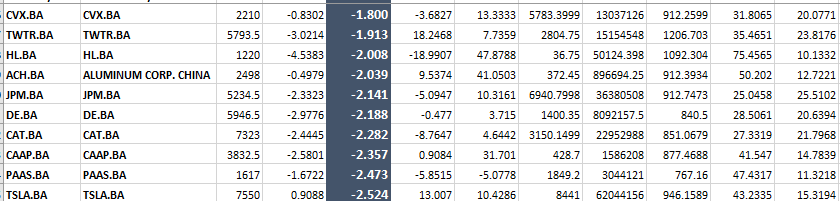 CVX.BA CVX.BA 2210 -0.8302 -1.800 -3.6827 13.3333 5783.3999 13037126 912.2599 31.8065 20.0771
TWTR.BA TWTR.BA 5793.5 -3.0214 -1.913 18.2468 7.7359 2804.75 15154548 1206.703 35.4651 23.8176
HL.BA HL.BA 1220 -4.5383 -2.008 -18.9907 47.8788 36.75 50124.398 1092.304 75.4565 10.1332
ACH.BA ALUMINUM CORP. CHINA 2498 -0.4979 -2.039 9.5374 41.0503 372.45 896694.25 912.3934 50.202 12.7221
JPM.BA JPM.BA 5234.5 -2.3323 -2.141 -5.0947 10.3161 6940.7998 36380508 912.7473 25.0458 25.5102
DE.BA DE.BA 5946.5 -2.9776 -2.188 -0.477 3.715 1400.35 8092157.5 840.5 28.5061 20.6394
CAT.BA CAT.BA 7323 -2.4445 -2.282 -8.7647 4.6442 3150.1499 22952988 851.0679 27.3319 21.7968
CAAP.BA CAAP.BA 3832.5 -2.5801 -2.357 0.9084 31.701 428.7 1586208 877.4688 41.547 14.7839
PAAS.BA PAAS.BA 1617 -1.6722 -2.473 -5.8515 -5.0778 1849.2 3044121 767.16 47.4317 11.3218
TSLA.BA TSLA.BA 7550 0.9088 -2.524 13.007 10.4286 8441 62044156 946.1589 43.2335 15.3194